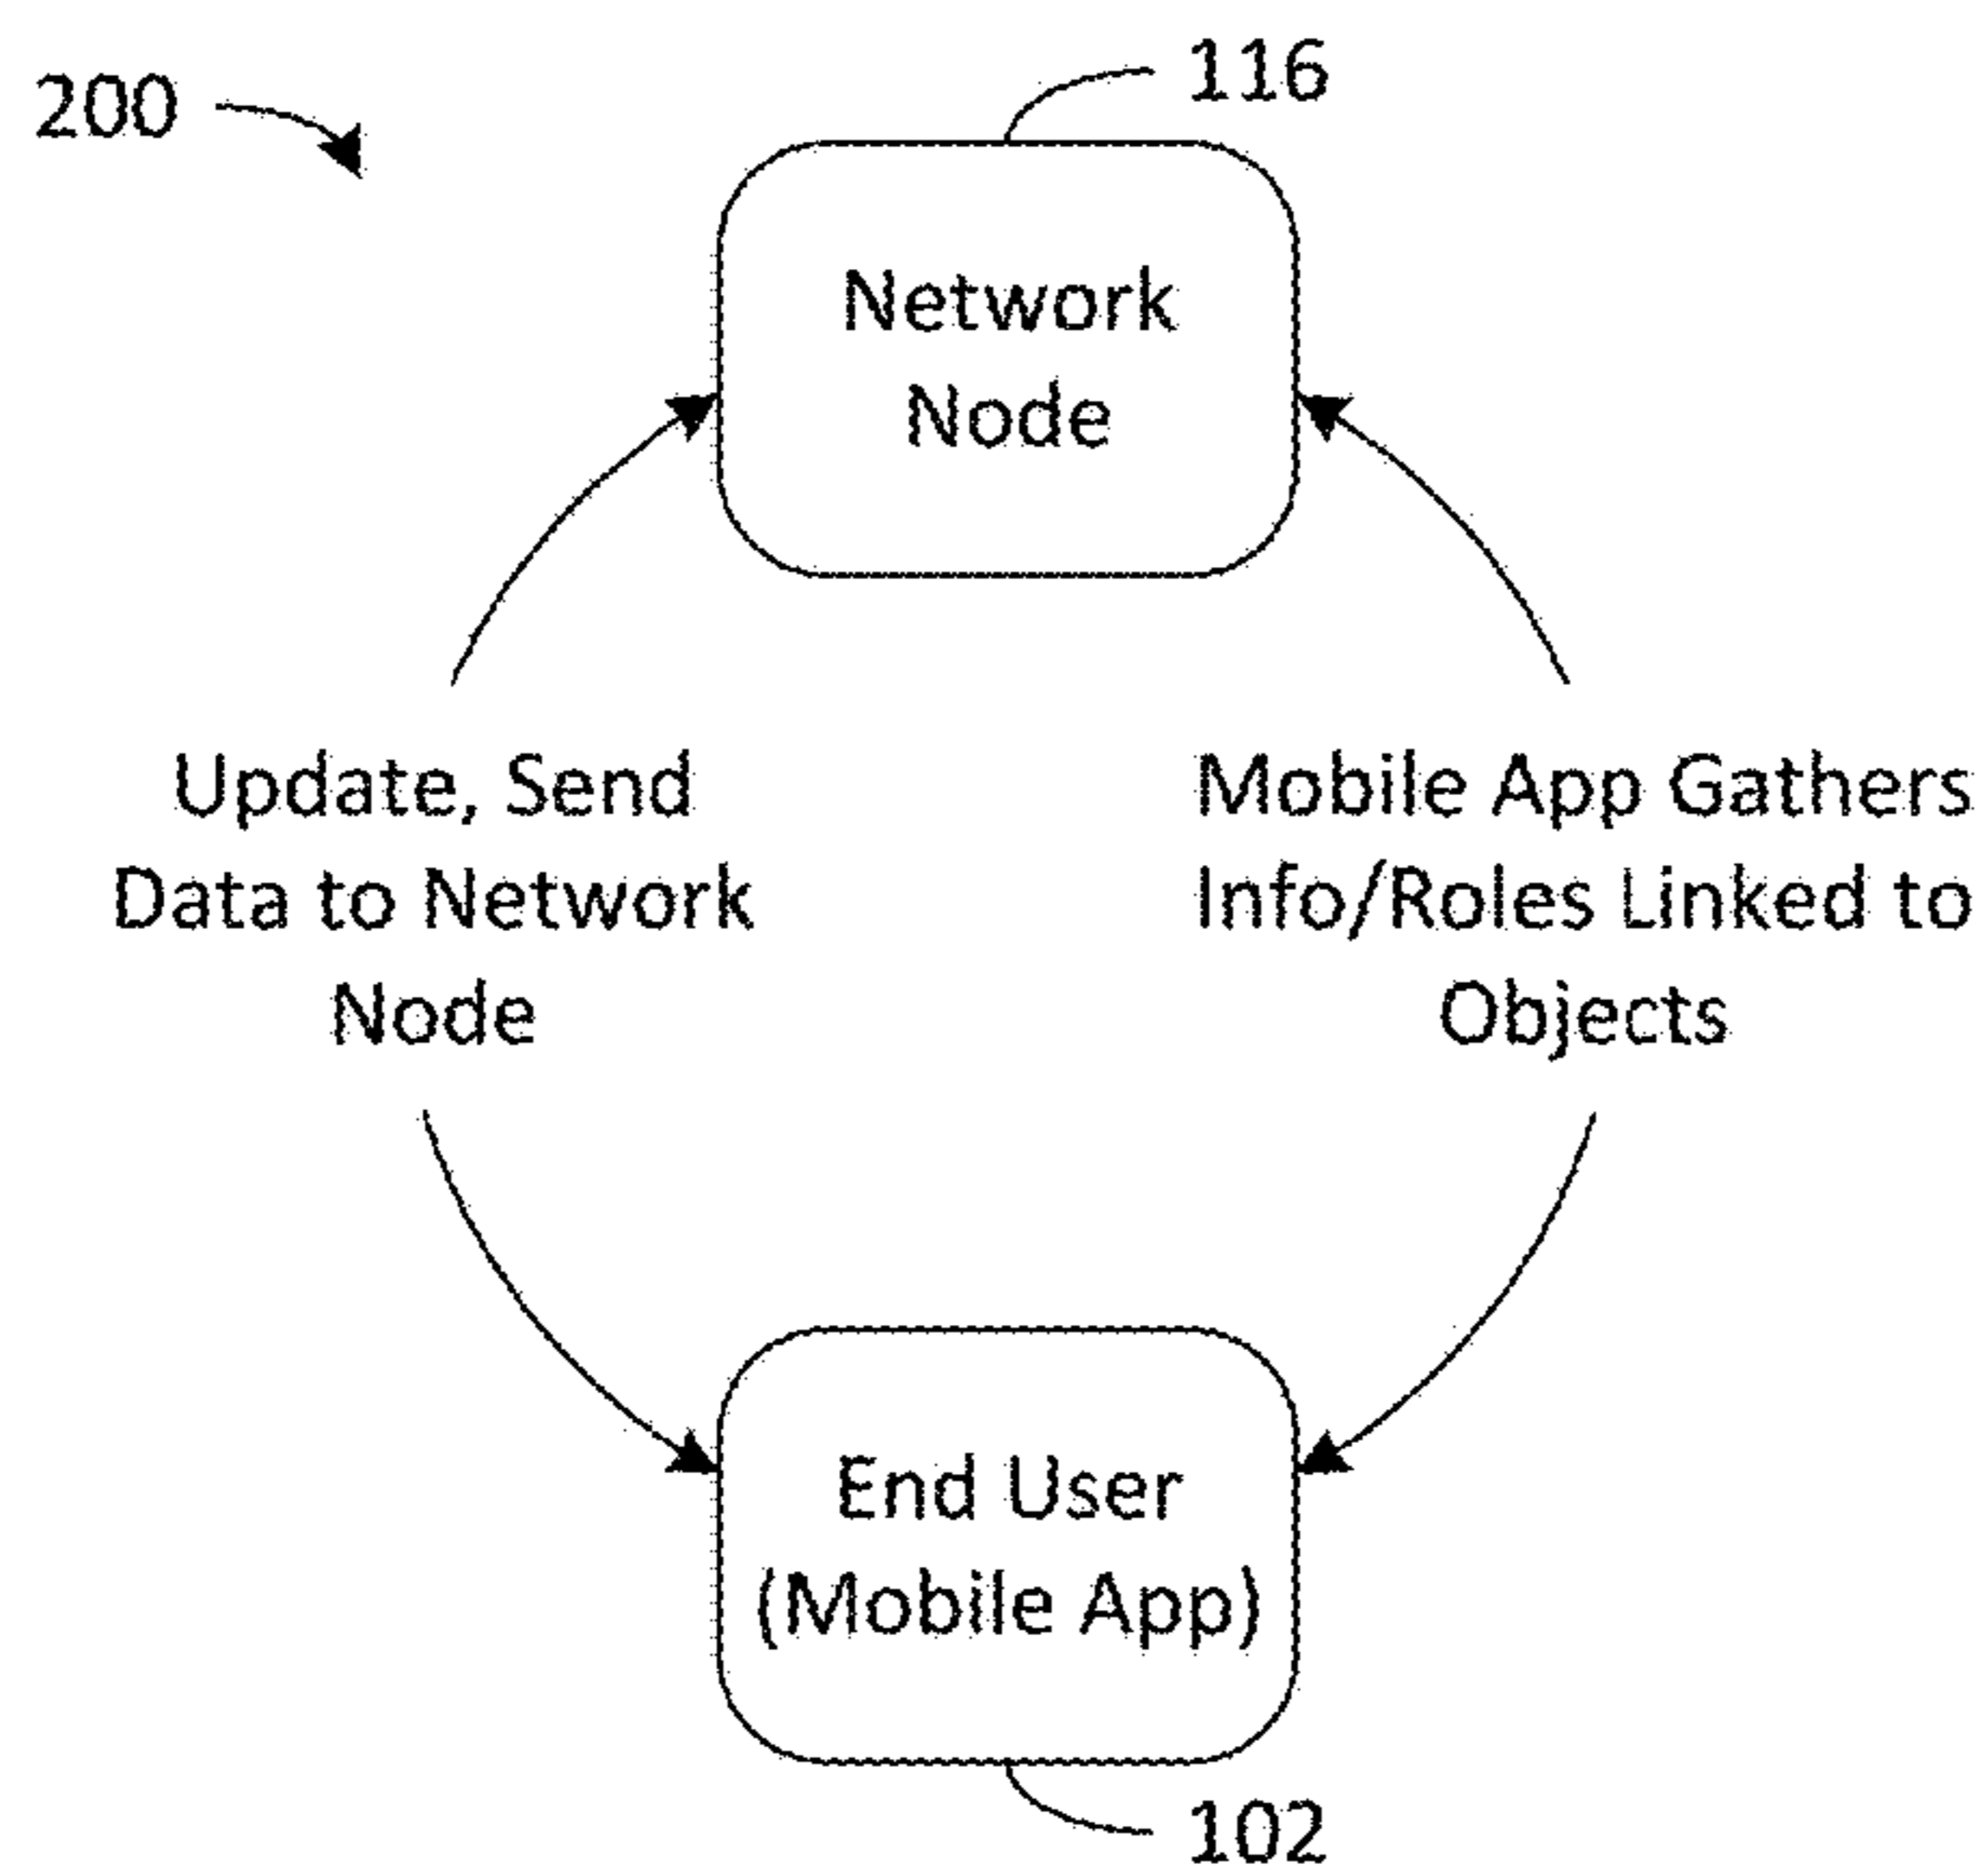 200
116
Network
Node
Update, Send
Data to Network
Node
Mobile App Gathers
Info/Roles Linked to
Objects
End User
(Mobile App)
102